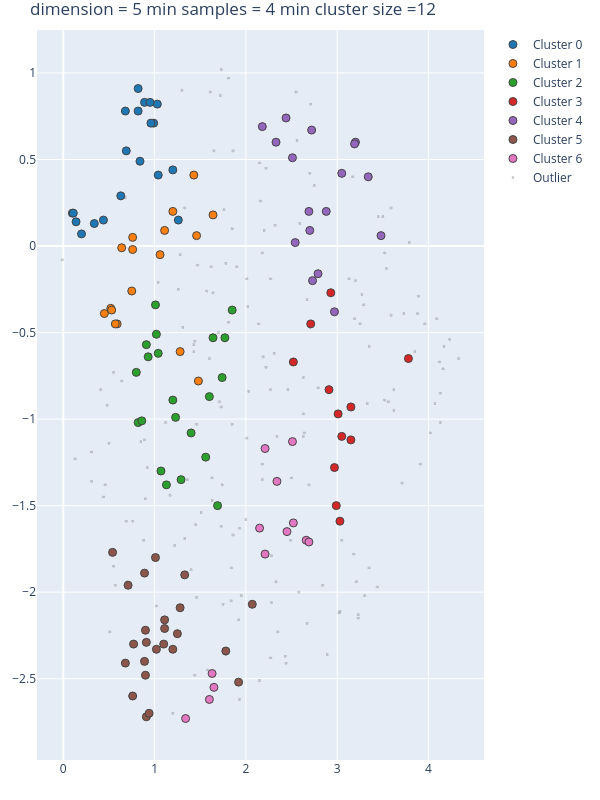 dimension = 5 min samples = 4 min cluster size =12
Cluster 0
Cluster 1
Cluster 2
Cluster 3
Cluster 4
Cluster 5
Cluster 6
Outlier
1
0.5
0
−0.5
−1
−1.5
−2
−2.5
0 1 2 3 4